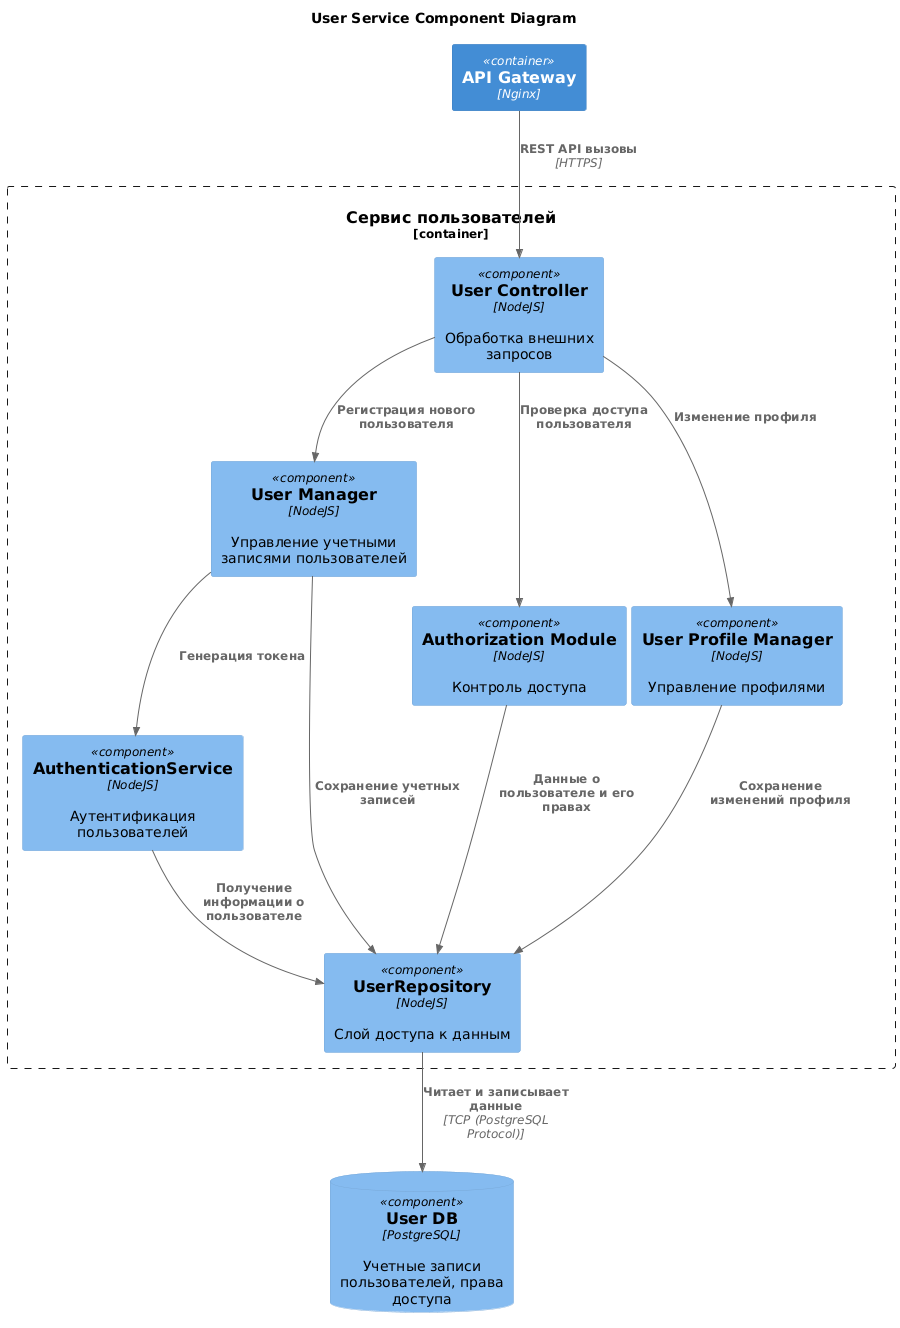 User Service Component Diagram
«container»
API Gateway
[Nginx]
REST API вызовы
[HTTPS]
Сервис пользователей
[container]
«component»
User Controller
[NodeJS]
Обработка внешних
запросов
Регистрация нового
пользователя
Проверка доступа
пользователя
Изменение профиля
«component»
User Manager
[NodeJS]
Управление учетными
записями пользователей
«component»
Authorization Module
[NodeJS]
Контроль доступа
«component»
User Profile Manager
[NodeJS]
Управление профилями
Генерация токена
«component»
AuthenticationService
[NodeJS]
Аутентификация
пользователей
Сохранение учетных
записей
Данные о
пользователе и его
правах
Сохранение
изменений профиля
Получение
информации о
пользователе
«component»
UserRepository
[NodeJS]
Слой доступа к данным
Читает и записывает
данные
[TCP (PostgreSQL
Protocol)]
«component»
User DB
[PostgreSQL]
Учетные записи
пользователей, права
доступа